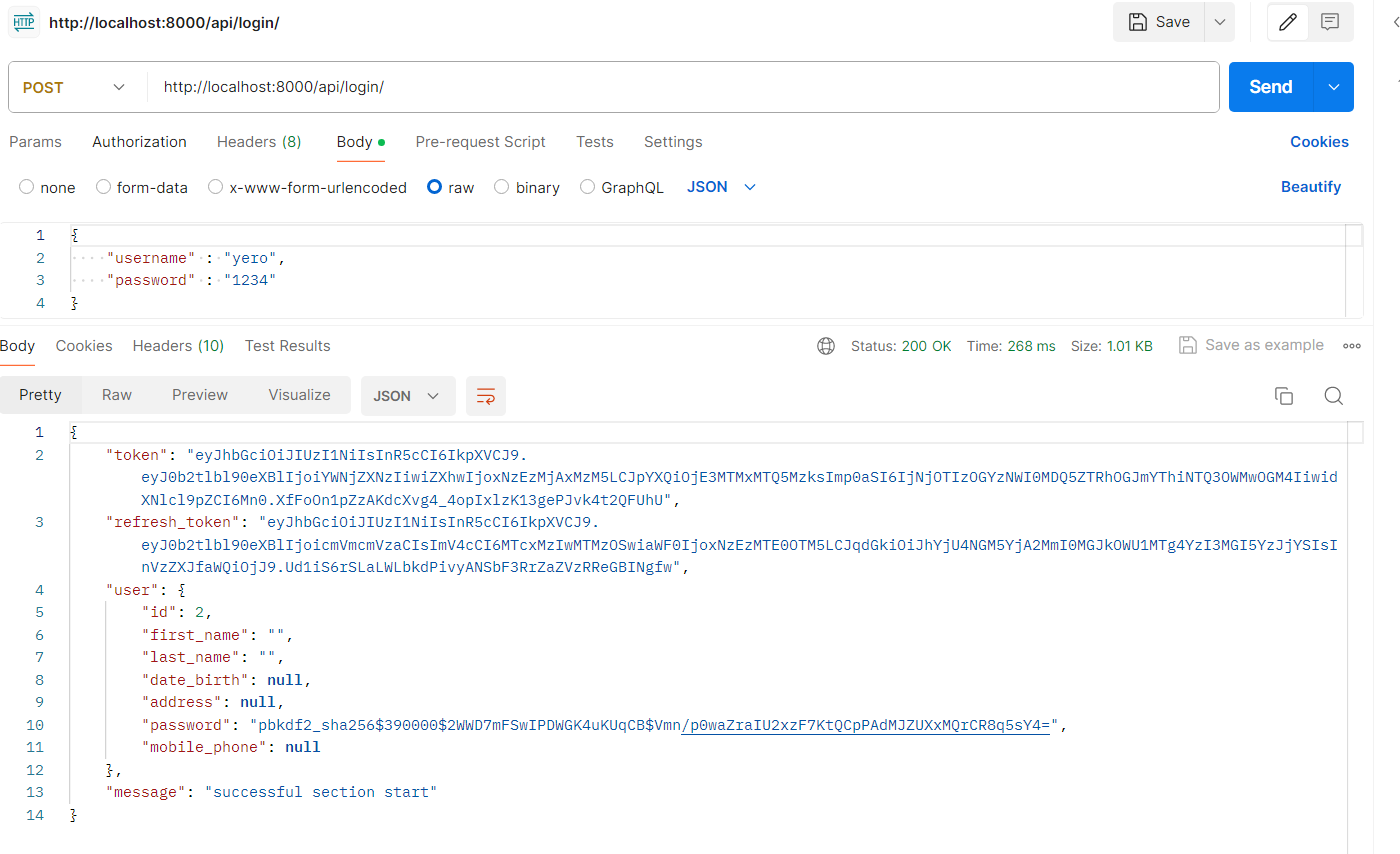 HTTP http://localhost:8000/api/login/ Save
POST http://localhost:8000/api/login/ Send
Params Authorization Headers (8) Body Pre-request Script Tests Settings Cookies
none form-data x-www-form-urlencoded raw binary GraphQL JSON Beautify
1 {
2 "username" : "yero",
3 "password" : "1234"
4 }
Body Cookies Headers (10) Test Results Status: 200 OK Time: 268 ms Size: 1.01 KB Save as example
Pretty Raw Preview Visualize JSON
1 {
2 "token": "eyJhbGciOiJIUzI1NiIsInR5cCI6IkpXVCJ9.
eyJ0b2tlbl90eXBlIjoiYWNjZXNzIiwiZXhwIjoxNzEzMjAxMzM5LCJpYXQiOjE3MTMxMTQ5MzksImp0aSI6IjNjOTIzOGYzNWI0MDQ5ZTRhOGJmYThiNTQ3OWMwOGM4Iiwid
XNlcl9pZCI6Mn0.XfFoOn1pZzAKdcXvg4_4opIxlzK13gePJvk4t2QFUhU",
3 "refresh_token": "eyJhbGciOiJIUzI1NiIsInR5cCI6IkpXVCJ9.
eyJ0b2tlbl90eXBlIjoicmVmcmVzaCIsImV4cCI6MTcxMzIwMTMzOSwiaWF0IjoxNzEzMTE0OTM5LCJqdGkiOiJhYjU4NGM5YjA2MmI0MGJkOWU1MTg4YzI3MGI5YzJjYSIsI
nVzZXJfaWQiOjJ9.Ud1iS6rSLaLWLbkdPivyANSbF3RrZaZVzRReGBINgfw",
4 "user": {
5 "id": 2,
6 "first_name": "",
7 "last_name": "",
8 "date_birth": null,
9 "address": null,
10 "password": "pbkdf2_sha256$390000$2WWD7mFSwIPDWGK4uKUqCB$Vmn/p0waZraIU2xzF7KtQCpPAdMJZUXxMQrCR8q5sY4=",
11 "mobile_phone": null
12 },
13 "message": "successful section start"
14 }